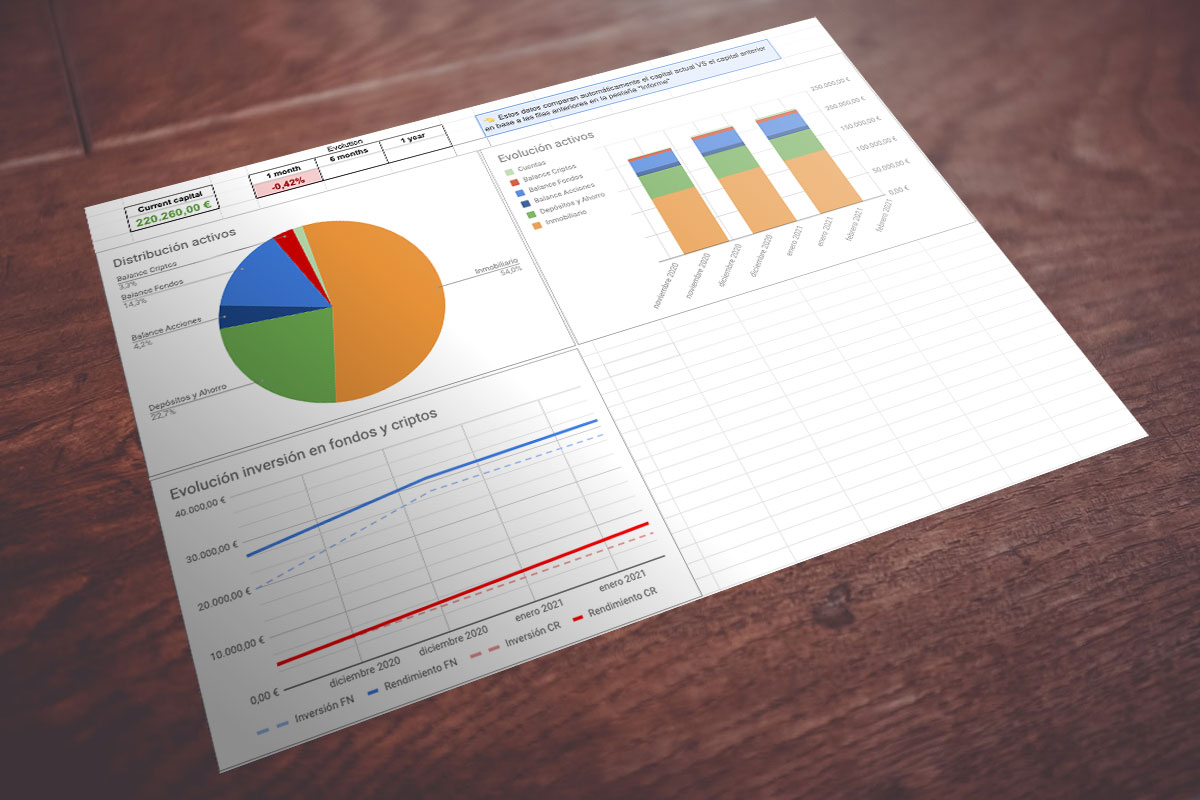 Current capital
220.260,00 €
Evolution
1 month
6 months
1 year
-0,42%
Estos datos comparan automáticamente el capital actual VS el capital anterior
en base a las filas anteriores en la pestaña "Informe"
Distribución activos
Balance Criptos
3,3%
Balance Fondos
14,3%
Balance Acciones
4,2%
Depósitos y Ahorro
22,7%
Inmobiliario
54,0%
Evolución activos
Cuentas
Balance Criptos
Balance Fondos
Balance Acciones
Depósitos y Ahorro
Inmobiliario
250.000,00 €
200.000,00 €
150.000,00 €
100.000,00 €
50.000,00 €
0,00 €
noviembre 2020
noviembre 2020
diciembre 2020
diciembre 2020
enero 2021
enero 2021
febrero 2021
febrero 2021
Evolución inversión en fondos y criptos
40.000,00 €
30.000,00 €
20.000,00 €
10.000,00 €
0,00 €
diciembre 2020
diciembre 2020
enero 2021
enero 2021
Inversión FN
Rendimiento FN
Inversión CR
Rendimiento CR